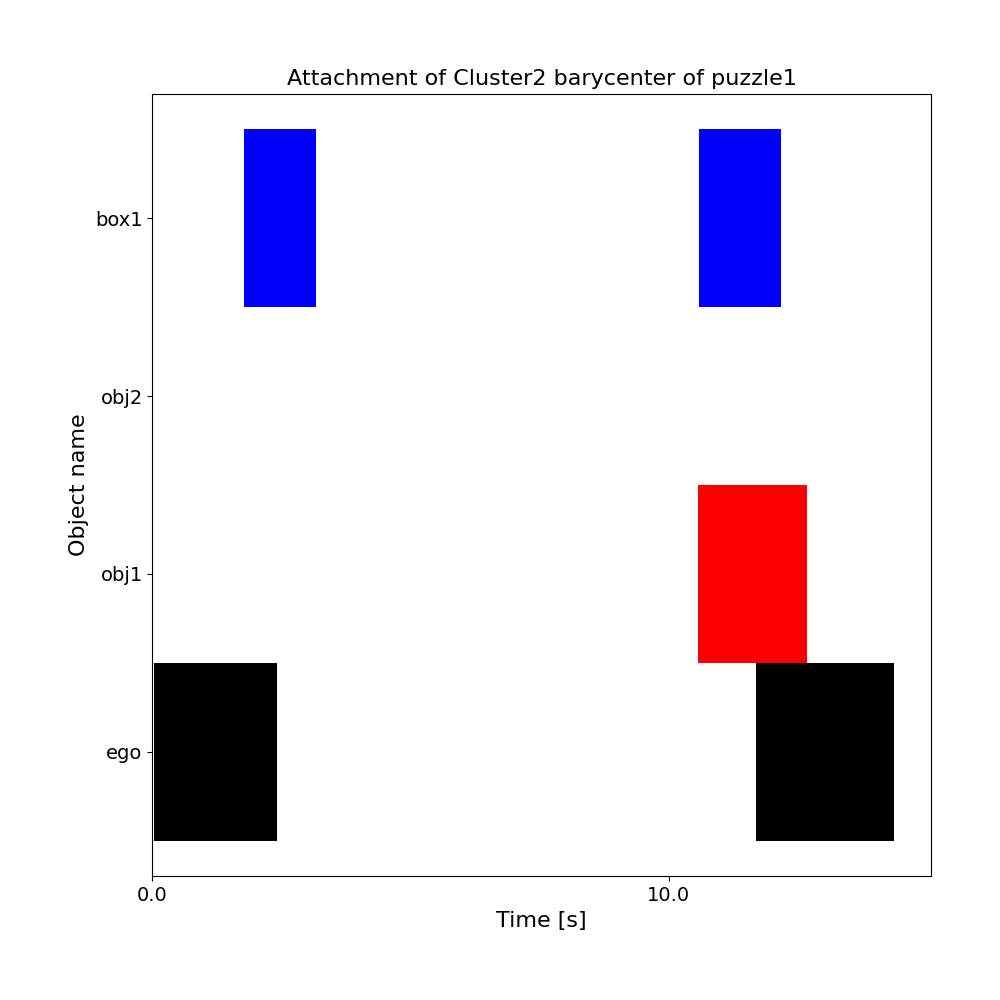 Attachment of Cluster2 barycenter of puzzle1
box1
obj2
obj1
ego
Object name
0.0
10.0
Time [s]